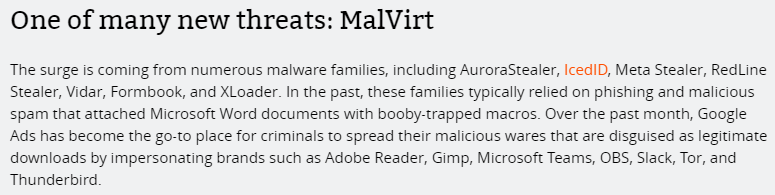 One of many new threats: MalVirt
The surge is coming from numerous malware families, including AuroraStealer, IcedID, Meta Stealer, RedLine
Stealer, Vidar, Formbook, and XLoader. In the past, these families typically relied on phishing and malicious
spam that attached Microsoft Word documents with booby-trapped macros. Over the past month, Google
Ads has become the go-to place for criminals to spread their malicious wares that are disguised as legitimate
downloads by impersonating brands such as Adobe Reader, Gimp, Microsoft Teams, OBS, Slack, Tor, and
Thunderbird.